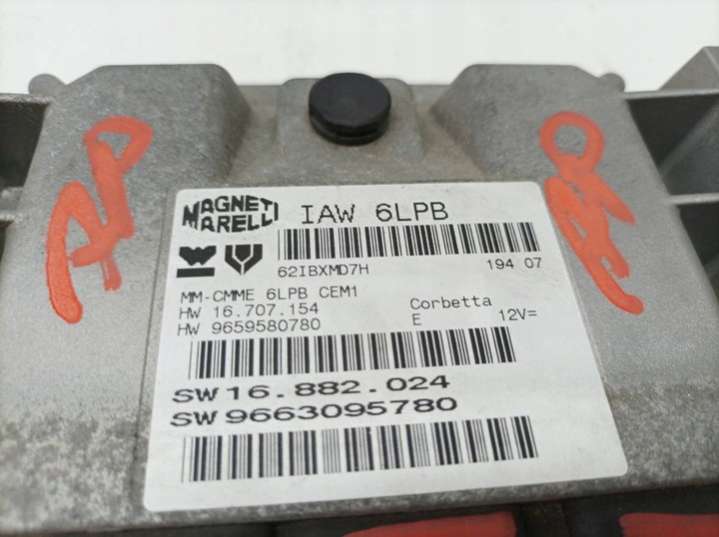 MAGNETI MARELLI
IAW 6LPB
62IBXMD7H 194 07
MM-CMME 6LPB CEM1
HW 16.707.154 Corbetta
HW 9659580780 E 12V=
SW 16.882.024
SW 9663095780